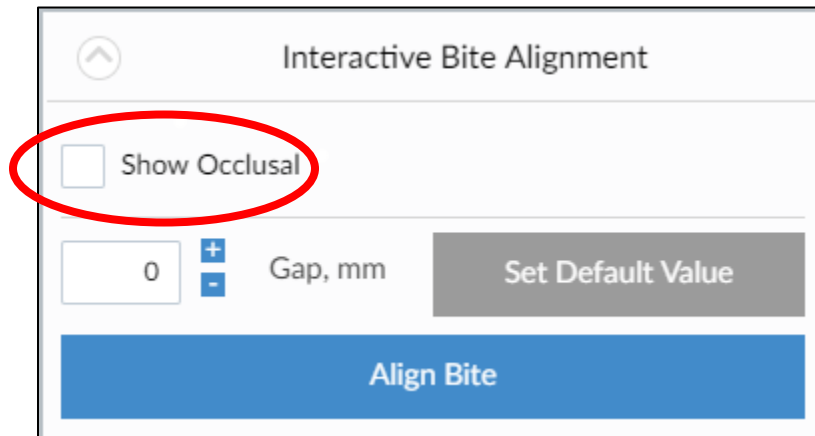 Interactive Bite Alignment
Show Occlusal
0 + - Gap, mm Set Default Value
Align Bite